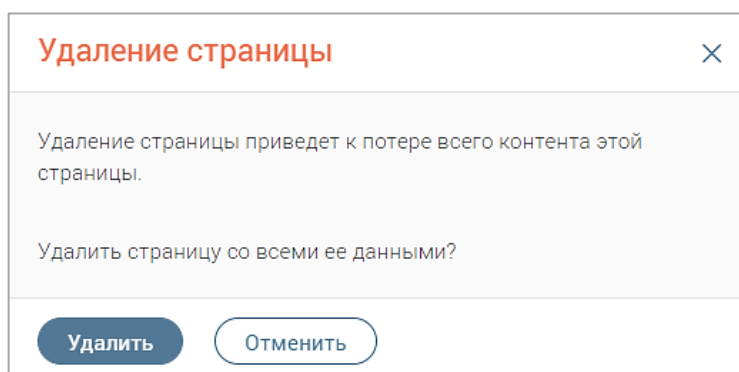 Удаление страницы
Удаление страницы приведет к потере всего контента этой
страницы.
Удалить страницу со всеми ее данными?
Удалить
Отменить